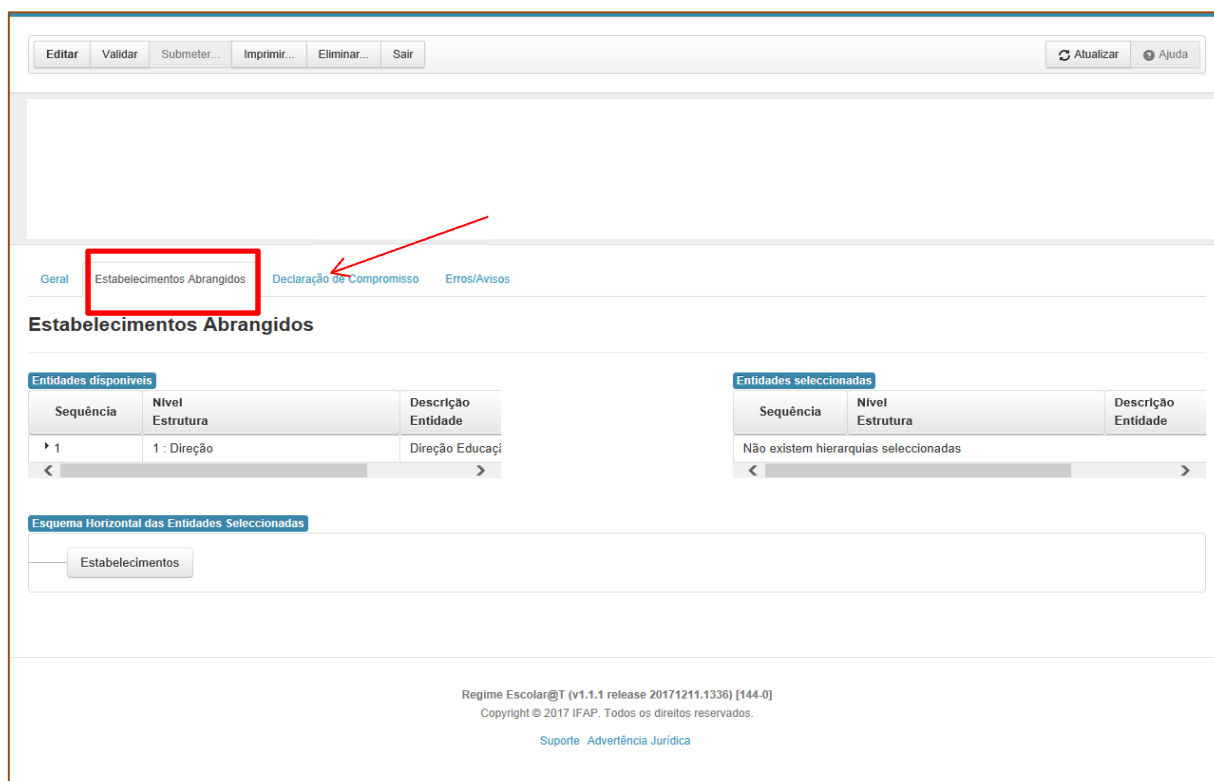 Editar Validar Submeter... Imprimir... Eliminar... Sair Atualizar Ajuda
Geral Estabelecimentos Abrangidos Declaração de Compromisso Erros/Avisos
Estabelecimentos Abrangidos
Entidades dísponiveis
Sequência Nível Estrutura Descrição Entidade
1 1 : Direção Direção Educaçã
Entidades seleccionadas
Sequência Nível Estrutura Descrição Entidade
Não existem hierarquias seleccionadas
Esquema Horizontal das Entidades Seleccionadas
Estabelecimentos
Regime Escolar@T (v1.1.1 release 20171211.1336) [144-0]
Copyright © 2017 IFAP. Todos os direitos reservados.
Suporte Advertência Jurídica